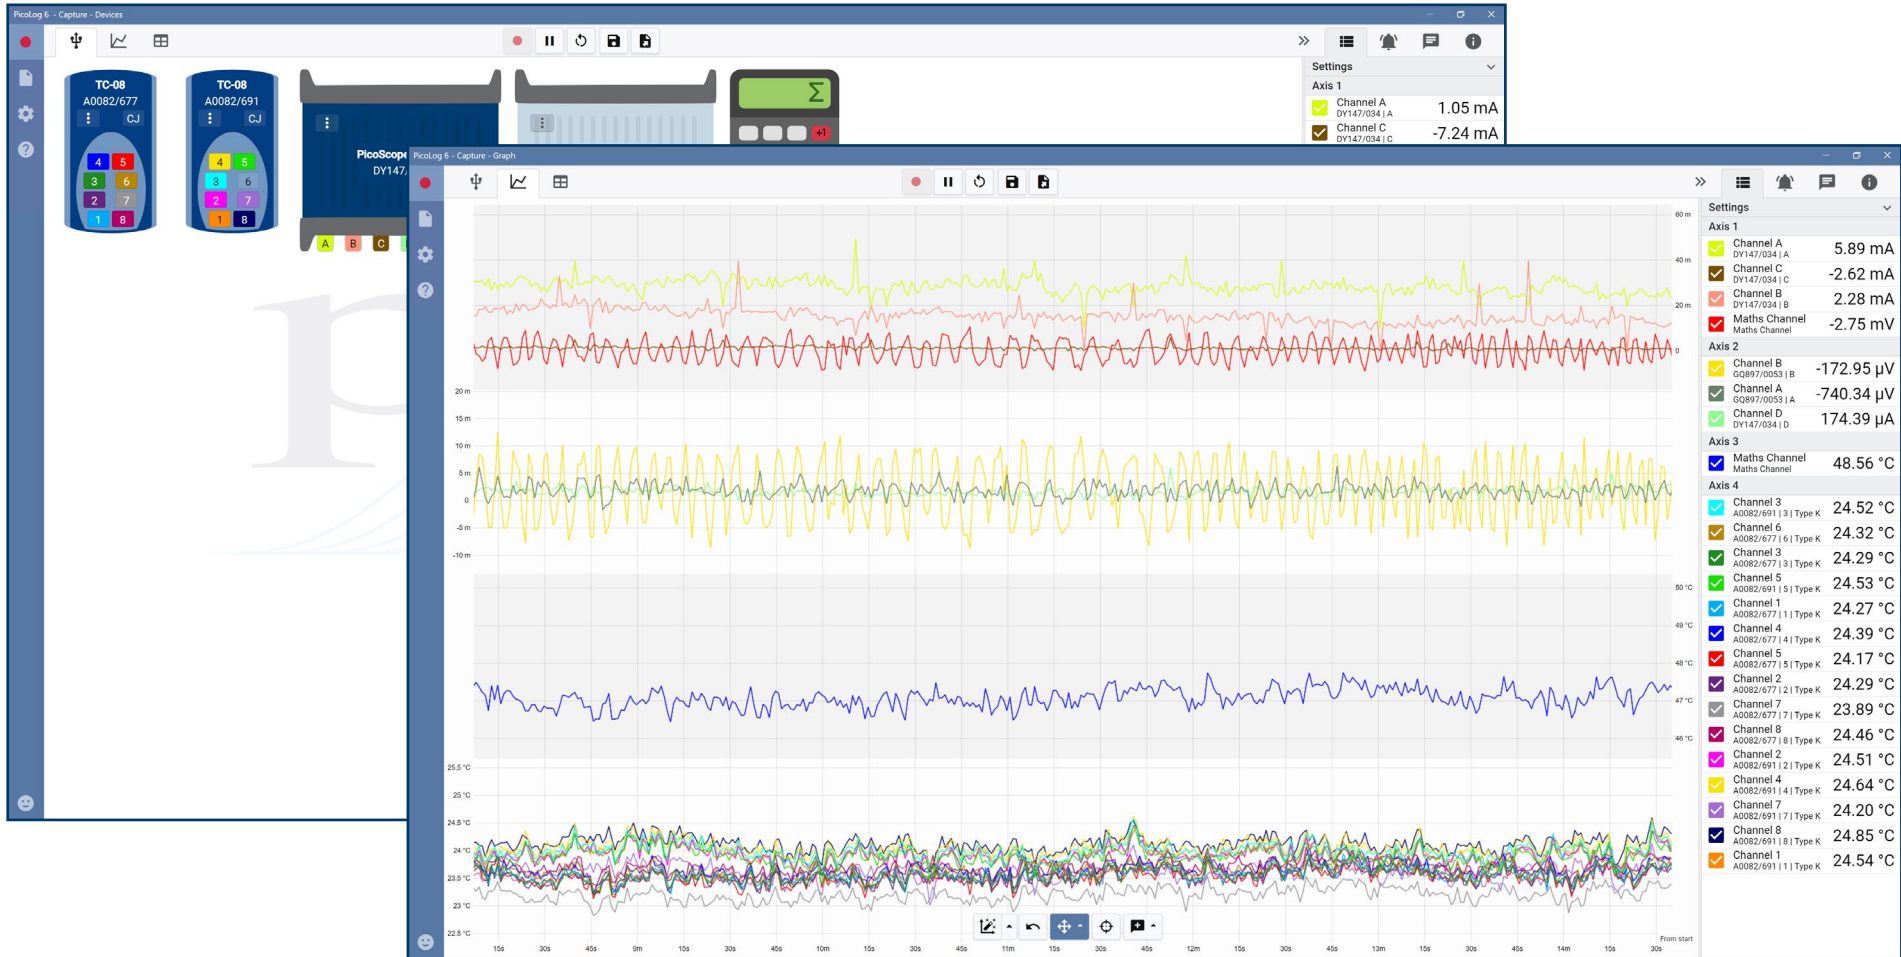 PicoLog 6 - Capture - Devices
TC-08
A0082/677
CJ
4 5
3 6
2 7
1 8
TC-08
A0082/691
CJ
4 5
3 6
2 7
1 8
PicoScope
DY147/
A B C
Σ
+1
Settings
Axis 1
Channel A
DY147/034 | A
1.05 mA
Channel C
DY147/034 | C
-7.24 mA
PicoLog 6 - Capture - Graph
60 m
40 m
20 m
0
20 m
15 m
10 m
5 m
0
-5 m
-10 m
50 °C
49 °C
48 °C
47 °C
46 °C
25.5 °C
25 °C
24.5 °C
24 °C
23.5 °C
23 °C
22.5 °C
15s 30s 45s 9m 15s 30s 45s 10m 15s 30s 45s 11m 15s 30s 45s 12m 15s 30s 45s 13m 15s 30s 45s 14m 15s 30s
From start
Settings
Axis 1
Channel A
DY147/034 | A
5.89 mA
Channel C
DY147/034 | C
-2.62 mA
Channel B
DY147/034 | B
2.28 mA
Maths Channel
Maths Channel
-2.75 mV
Axis 2
Channel B
GQ897/0053 | B
-172.95 µV
Channel A
GQ897/0053 | A
-740.34 µV
Channel D
DY147/034 | D
174.39 µA
Axis 3
Maths Channel
Maths Channel
48.56 °C
Axis 4
Channel 3
A0082/691 | 3 | Type K
24.52 °C
Channel 6
A0082/677 | 6 | Type K
24.32 °C
Channel 3
A0082/677 | 3 | Type K
24.29 °C
Channel 5
A0082/691 | 5 | Type K
24.53 °C
Channel 1
A0082/677 | 1 | Type K
24.27 °C
Channel 4
A0082/677 | 4 | Type K
24.39 °C
Channel 5
A0082/677 | 5 | Type K
24.17 °C
Channel 2
A0082/677 | 2 | Type K
24.29 °C
Channel 7
A0082/677 | 7 | Type K
23.89 °C
Channel 8
A0082/677 | 8 | Type K
24.46 °C
Channel 2
A0082/691 | 2 | Type K
24.51 °C
Channel 4
A0082/691 | 4 | Type K
24.64 °C
Channel 7
A0082/691 | 7 | Type K
24.20 °C
Channel 8
A0082/691 | 8 | Type K
24.85 °C
Channel 1
A0082/691 | 1 | Type K
24.54 °C